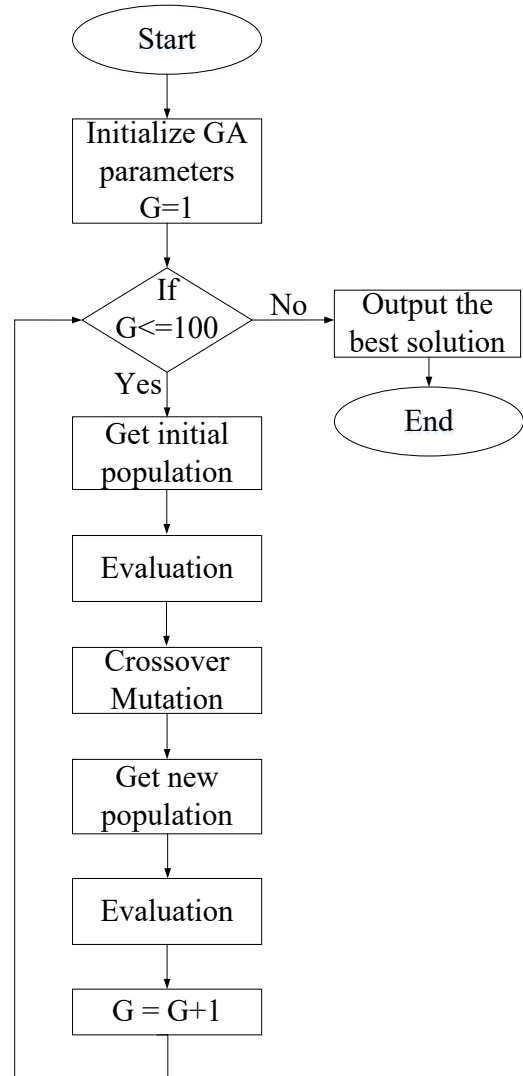 Start
Initialize GA
parameters
G=1
If
G<=100
No
Output the
best solution
End
Yes
Get initial
population
Evaluation
Crossover
Mutation
Get new
population
Evaluation
G = G+1